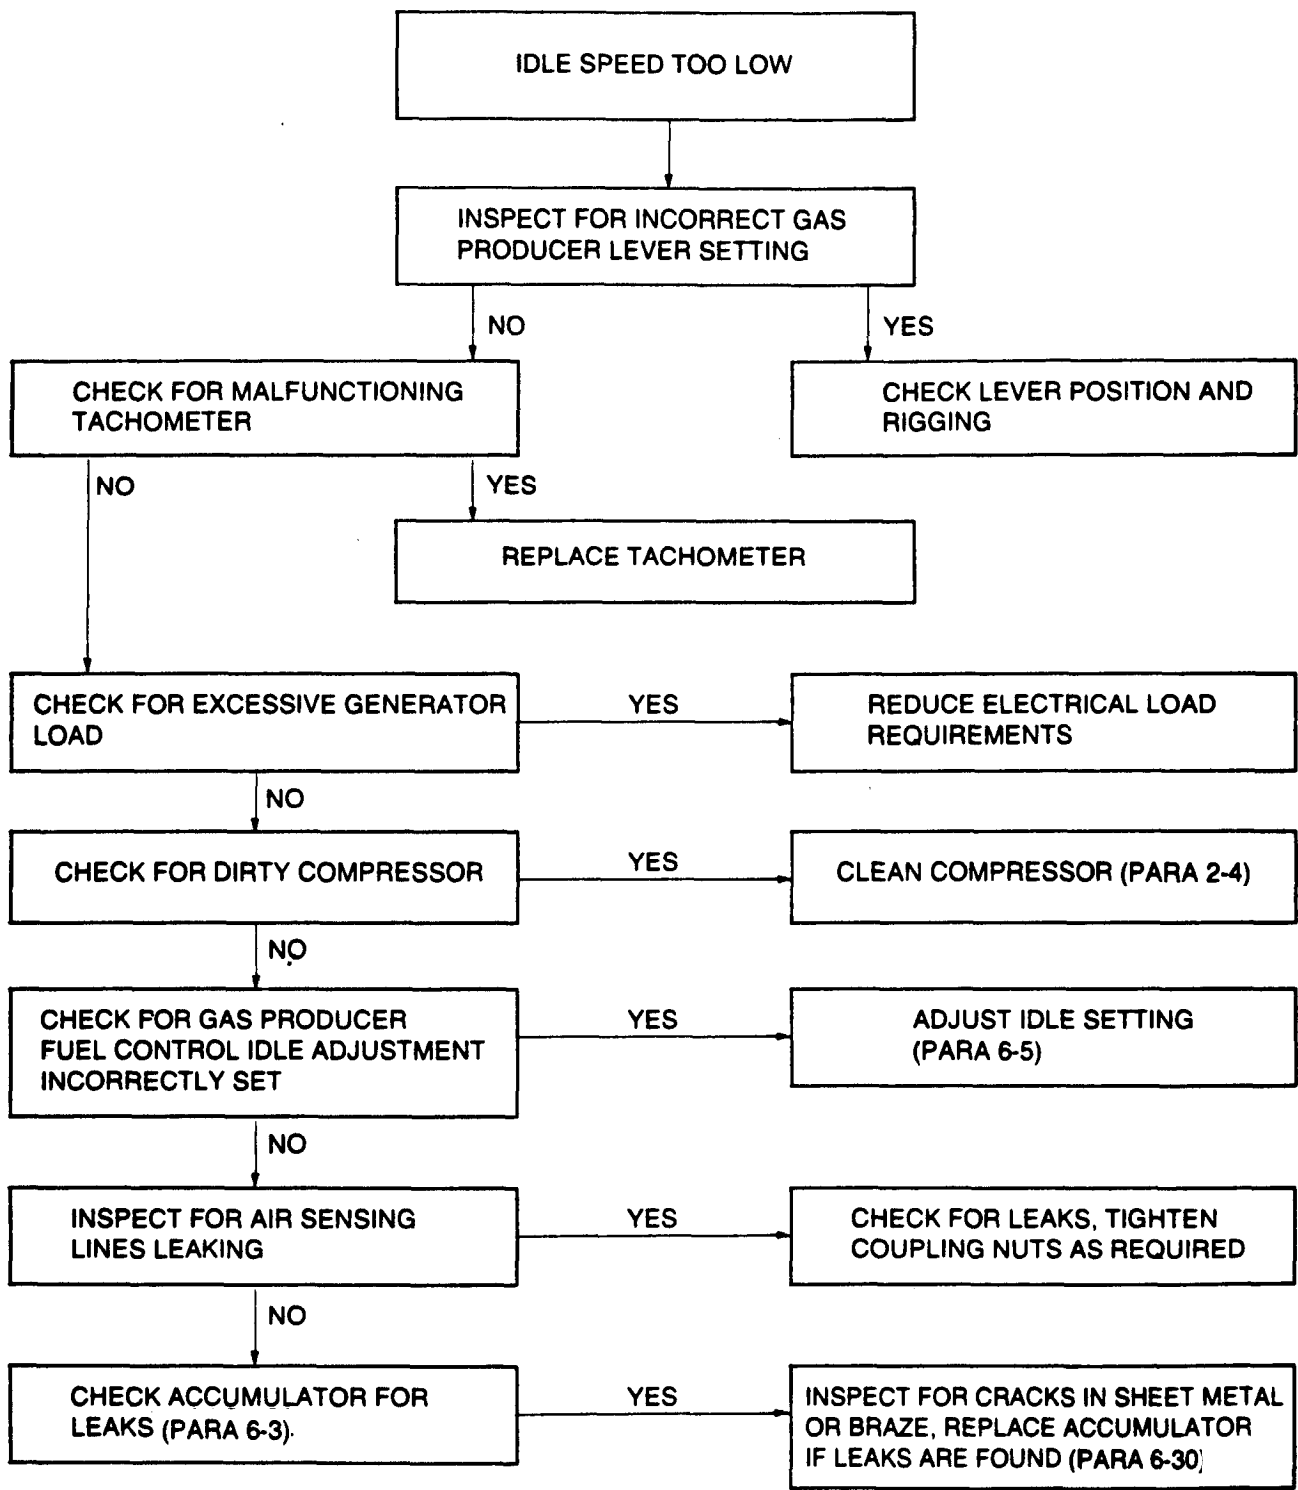 IDLE SPEED TOO LOW
INSPECT FOR INCORRECT GAS
PRODUCER LEVER SETTING
NO
YES
CHECK FOR MALFUNCTIONING
TACHOMETER
CHECK LEVER POSITION AND
RIGGING
NO
YES
REPLACE TACHOMETER
CHECK FOR EXCESSIVE GENERATOR
LOAD
YES
REDUCE ELECTRICAL LOAD
REQUIREMENTS
NO
CHECK FOR DIRTY COMPRESSOR
YES
CLEAN COMPRESSOR (PARA 2-4)
NO
CHECK FOR GAS PRODUCER
FUEL CONTROL IDLE ADJUSTMENT
INCORRECTLY SET
YES
ADJUST IDLE SETTING
(PARA 6-5)
NO
INSPECT FOR AIR SENSING
LINES LEAKING
YES
CHECK FOR LEAKS, TIGHTEN
COUPLING NUTS AS REQUIRED
NO
CHECK ACCUMULATOR FOR
LEAKS (PARA 6-3).
YES
INSPECT FOR CRACKS IN SHEET METAL
OR BRAZE, REPLACE ACCUMULATOR
IF LEAKS ARE FOUND (PARA 6-30)